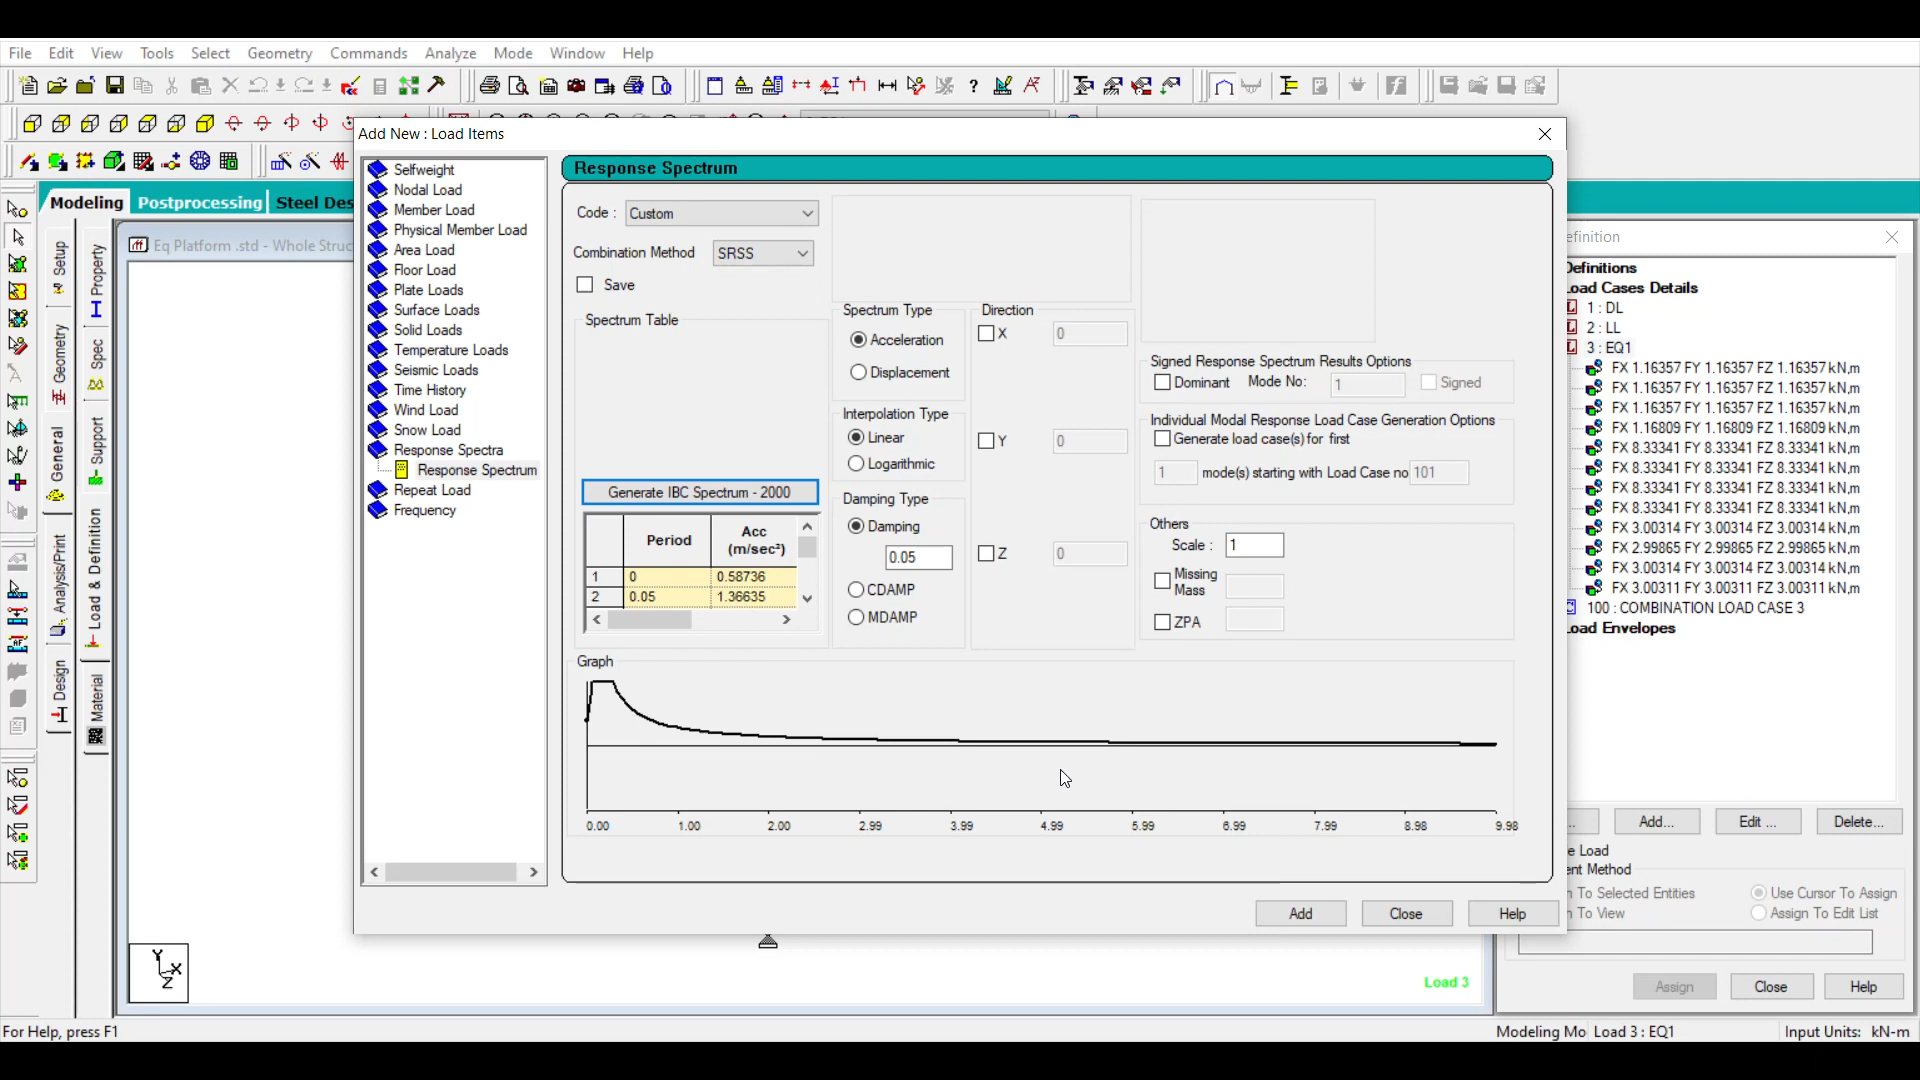 File Edit View Tools Select Geometry Commands Analyze Mode Window Help
Add New : Load Items
Modeling Postprocessing Steel Des
Eq Platform .std - Whole Struc
Setup
Geometry
General
Analysis/Print
Design
Property
Spec
Support
Load & Definition
Material
Selfweight
Nodal Load
Member Load
Physical Member Load
Area Load
Floor Load
Plate Loads
Surface Loads
Solid Loads
Temperature Loads
Seismic Loads
Time History
Wind Load
Snow Load
Response Spectra
Response Spectrum
Repeat Load
Frequency
Response Spectrum
Code : Custom
Combination Method SRSS
Save
Spectrum Table
Generate IBC Spectrum - 2000
Period Acc (m/sec²)
1 0 0.58736
2 0.05 1.36635
Spectrum Type
Acceleration
Displacement
Interpolation Type
Linear
Logarithmic
Damping Type
Damping
0.05
CDAMP
MDAMP
Direction
X 0
Y 0
Z 0
Signed Response Spectrum Results Options
Dominant Mode No: 1 Signed
Individual Modal Response Load Case Generation Options
Generate load case(s) for first
1 mode(s) starting with Load Case no 101
Others
Scale : 1
Missing Mass
ZPA
Graph
0.00 1.00 2.00 2.99 3.99 4.99 5.99 6.99 7.99 8.98 9.98
Add Close Help
efinition
Definitions
Load Cases Details
1 : DL
2 : LL
3 : EQ1
FX 1.16357 FY 1.16357 FZ 1.16357 kN,m
FX 1.16357 FY 1.16357 FZ 1.16357 kN,m
FX 1.16357 FY 1.16357 FZ 1.16357 kN,m
FX 1.16809 FY 1.16809 FZ 1.16809 kN,m
FX 8.33341 FY 8.33341 FZ 8.33341 kN,m
FX 8.33341 FY 8.33341 FZ 8.33341 kN,m
FX 8.33341 FY 8.33341 FZ 8.33341 kN,m
FX 8.33341 FY 8.33341 FZ 8.33341 kN,m
FX 3.00314 FY 3.00314 FZ 3.00314 kN,m
FX 2.99865 FY 2.99865 FZ 2.99865 kN,m
FX 3.00314 FY 3.00314 FZ 3.00314 kN,m
FX 3.00311 FY 3.00311 FZ 3.00311 kN,m
100 : COMBINATION LOAD CASE 3
Load Envelopes
... Add... Edit ... Delete...
e Load
ent Method
n To Selected Entities Use Cursor To Assign
n To View Assign To Edit List
Assign Close Help
Y X Z
Load 3
For Help, press F1 Modeling Mo Load 3 : EQ1 Input Units: kN-m